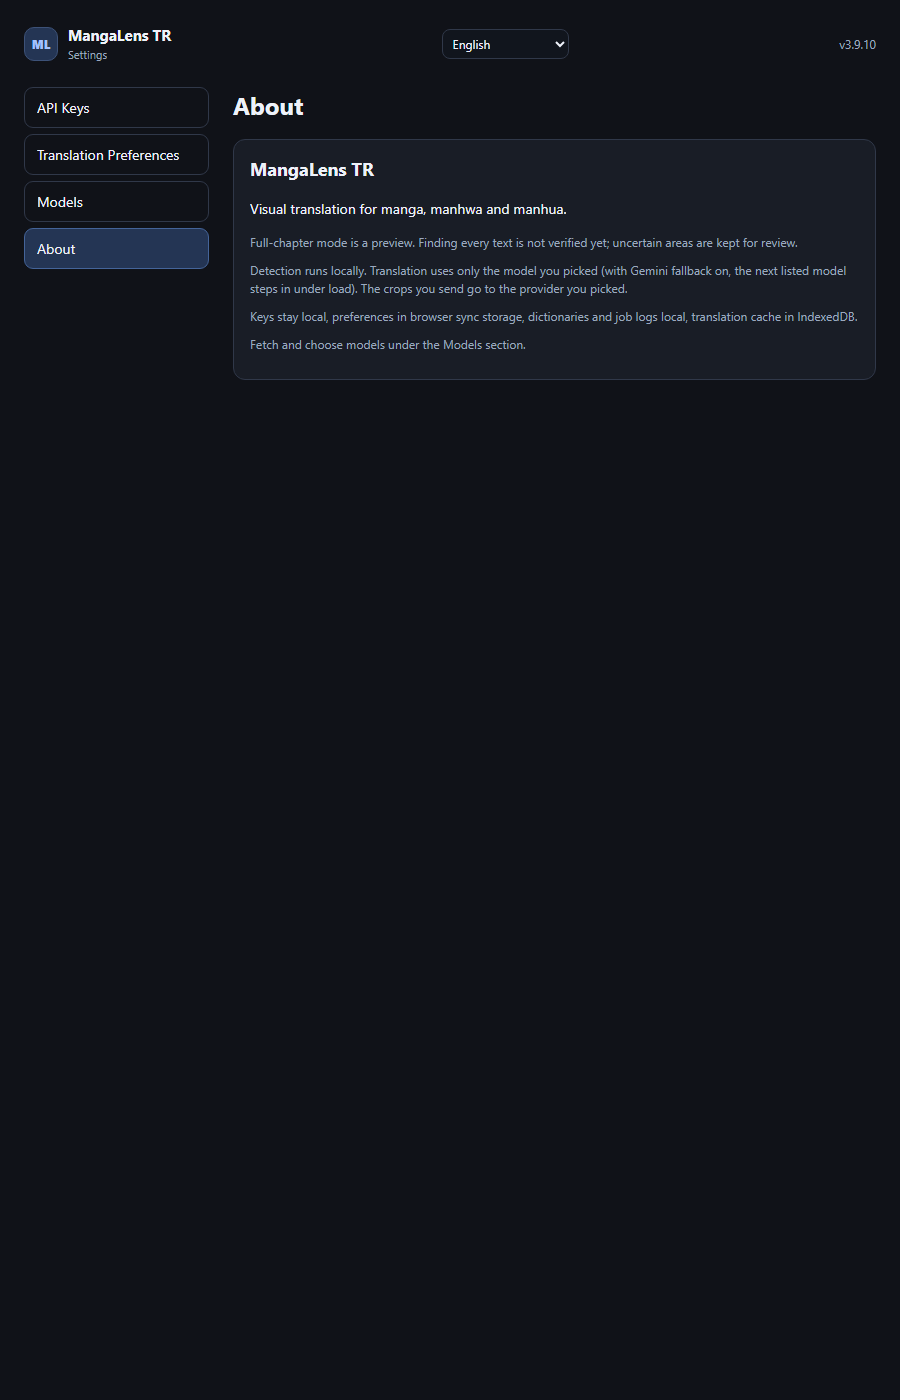 ML
MangaLens TR
Settings
English
v3.9.10
API Keys
Translation Preferences
Models
About
About
MangaLens TR
Visual translation for manga, manhwa and manhua.
Full-chapter mode is a preview. Finding every text is not verified yet; uncertain areas are kept for review.
Detection runs locally. Translation uses only the model you picked (with Gemini fallback on, the next listed model
steps in under load). The crops you send go to the provider you picked.
Keys stay local, preferences in browser sync storage, dictionaries and job logs local, translation cache in IndexedDB.
Fetch and choose models under the Models section.